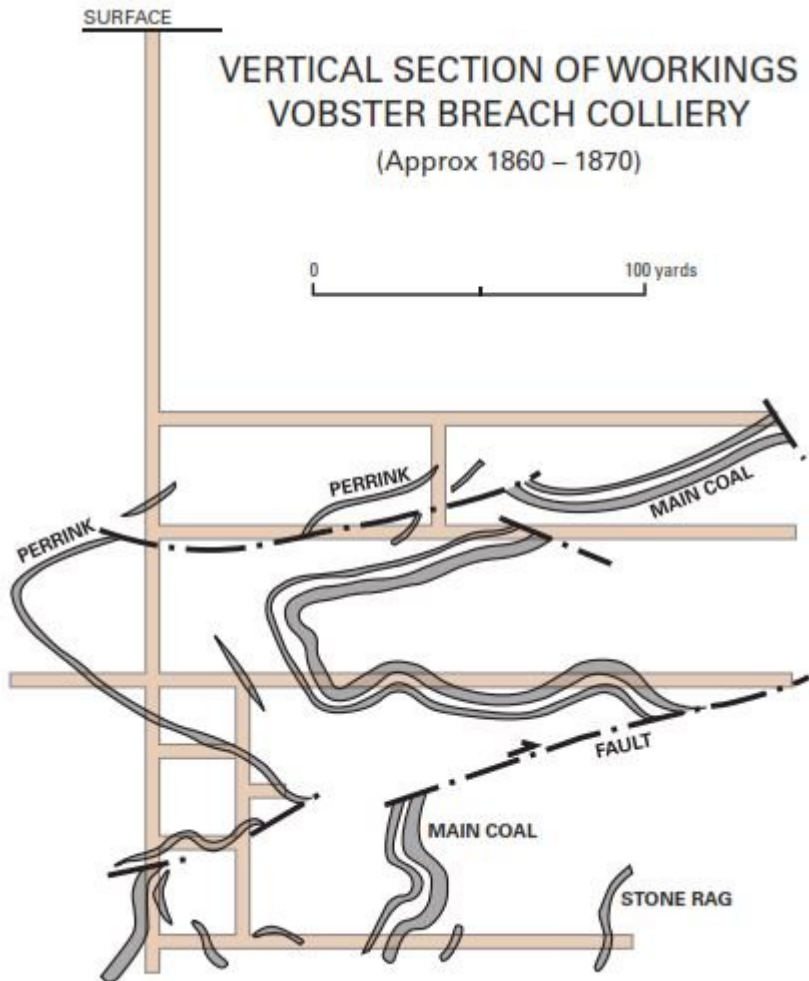 SURFACE
VERTICAL SECTION OF WORKINGS
VOBSTER BREACH COLLIERY
(Approx 1860 – 1870)
0
100 yards
PERRINK
PERRINK
MAIN COAL
FAULT
MAIN COAL
STONE RAG